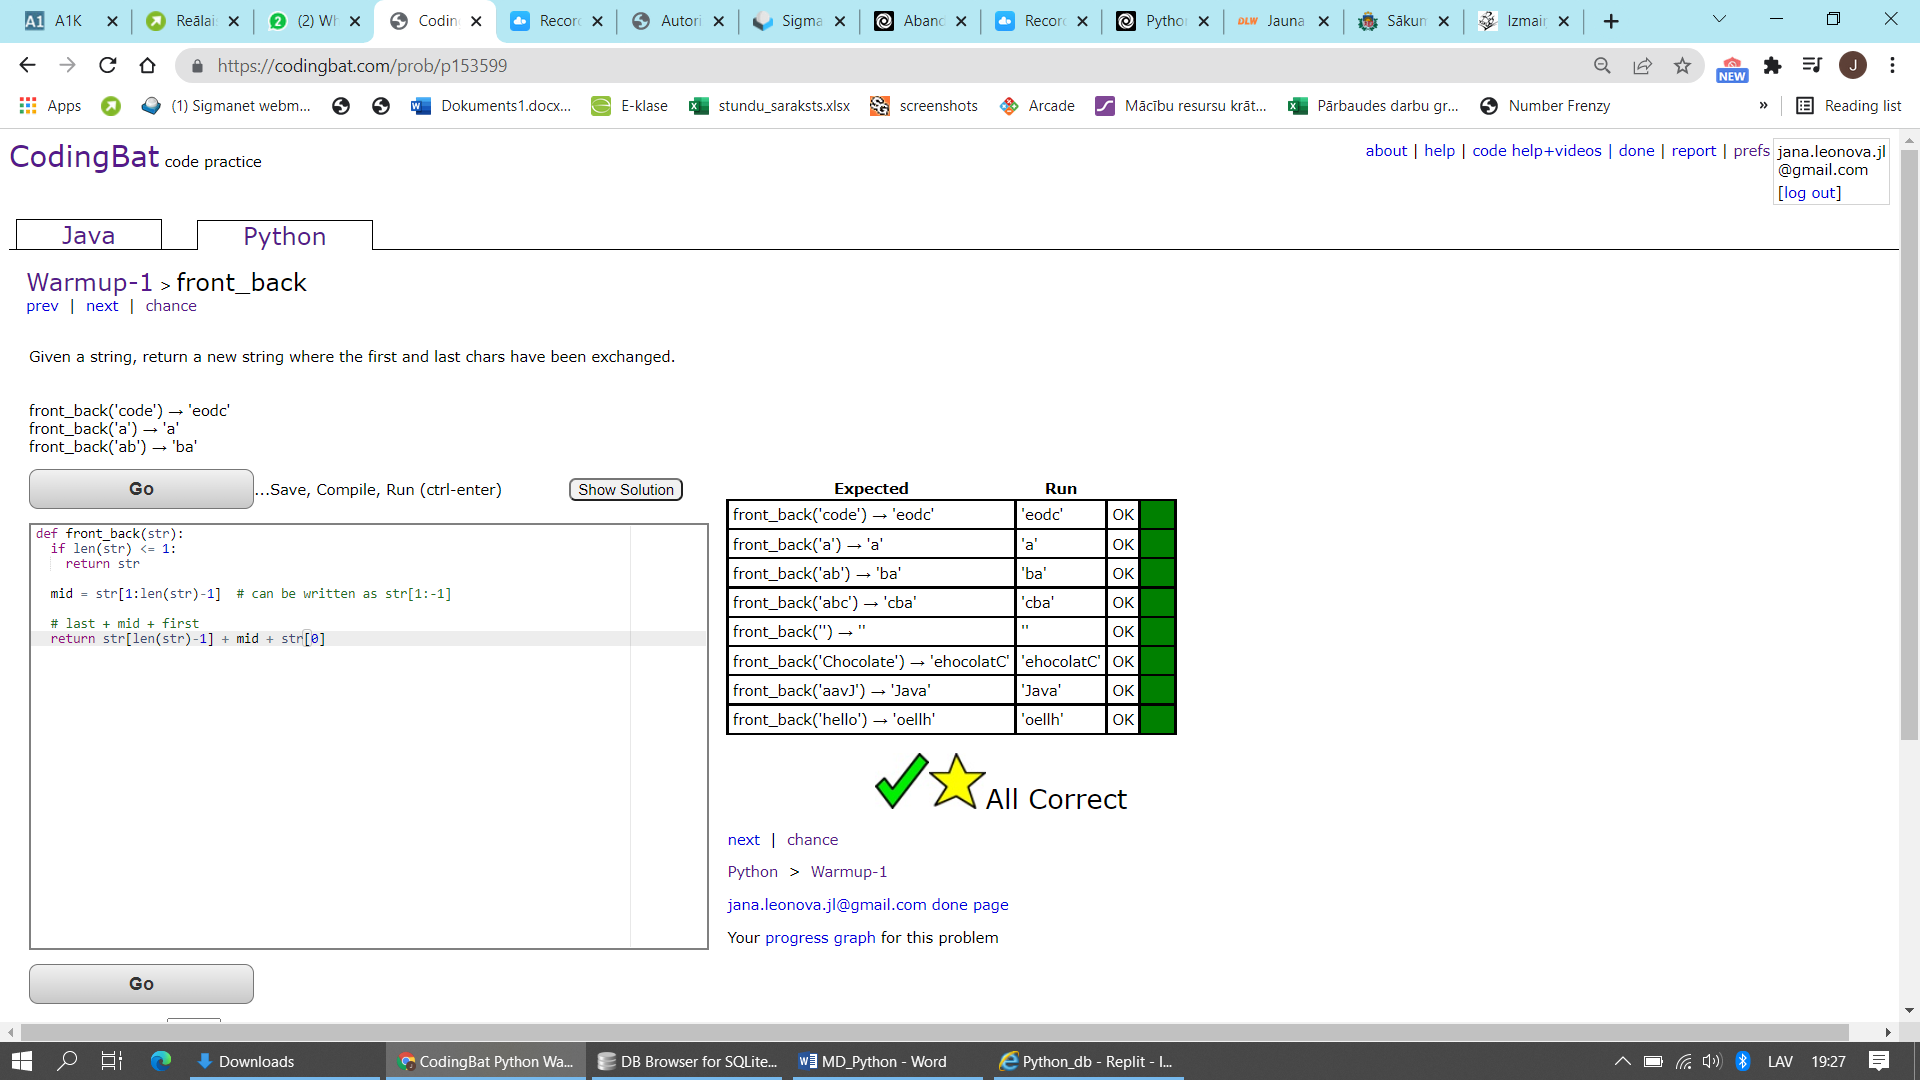 A1K
Reālai
(2) Wh
Codin
Recor
Autori
Sigma
Aband
Recor
Pytho
DLW Jauna
Sākum
Izmai
https://codingbat.com/prob/p153599
NEW
J
Apps
(1) Sigmanet webm...
Dokuments1.docx...
E-klase
stundu_saraksts.xlsx
screenshots
Arcade
Mācību resursu krāt...
Pārbaudes darbu gr...
Number Frenzy
»
Reading list
CodingBat code practice
about | help | code help+videos | done | report | prefs
jana.leonova.jl
@gmail.com
[log out]
Java
Python
Warmup-1 > front_back
prev | next | chance
Given a string, return a new string where the first and last chars have been exchanged.
front_back('code') → 'eodc'
front_back('a') → 'a'
front_back('ab') → 'ba'
Go
...Save, Compile, Run (ctrl-enter)
Show Solution
def front_back(str):
if len(str) <= 1:
return str
mid = str[1:len(str)-1]  # can be written as str[1:-1]
# last + mid + first
return str[len(str)-1] + mid + str[0]
Expected Run
front_back('code') → 'eodc' 'eodc' OK
front_back('a') → 'a' 'a' OK
front_back('ab') → 'ba' 'ba' OK
front_back('abc') → 'cba' 'cba' OK
front_back('') → '' '' OK
front_back('Chocolate') → 'ehocolatC' 'ehocolatC' OK
front_back('aavJ') → 'Java' 'Java' OK
front_back('hello') → 'oellh' 'oellh' OK
All Correct
next | chance
Python > Warmup-1
jana.leonova.jl@gmail.com done page
Your progress graph for this problem
Go
Downloads
CodingBat Python Wa...
DB Browser for SQLite...
MD_Python - Word
Python_db - Replit - I...
LAV
19:27